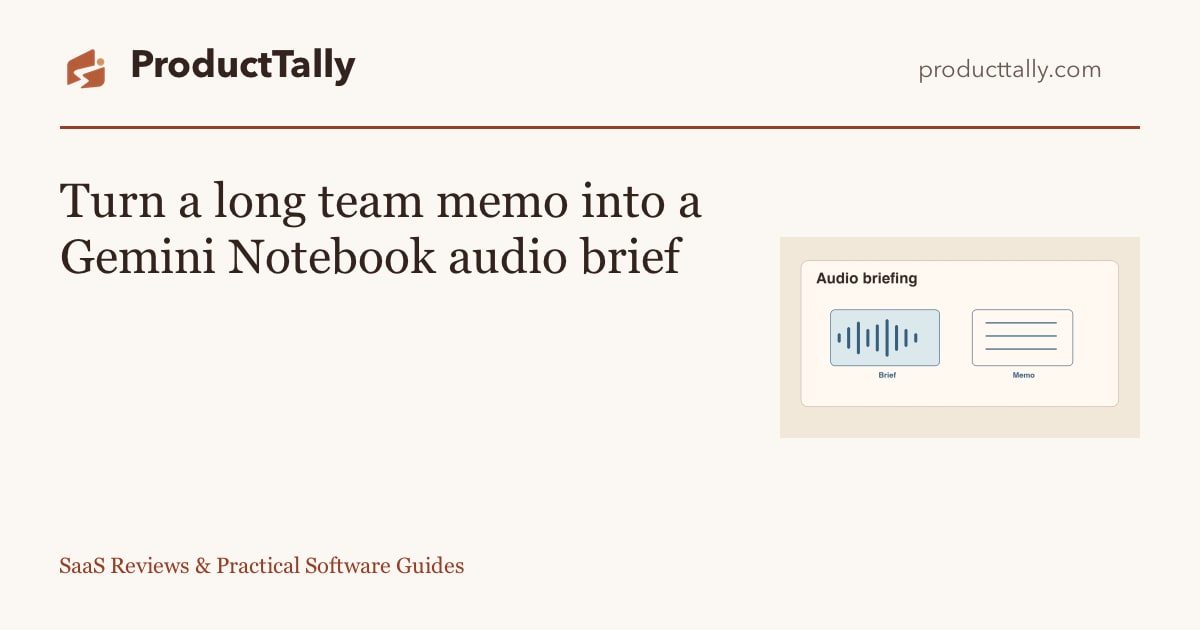 ProductTally
producttally.com
Turn a long team memo into a
Gemini Notebook audio brief
Audio briefing
Brief
Memo
SaaS Reviews & Practical Software Guides